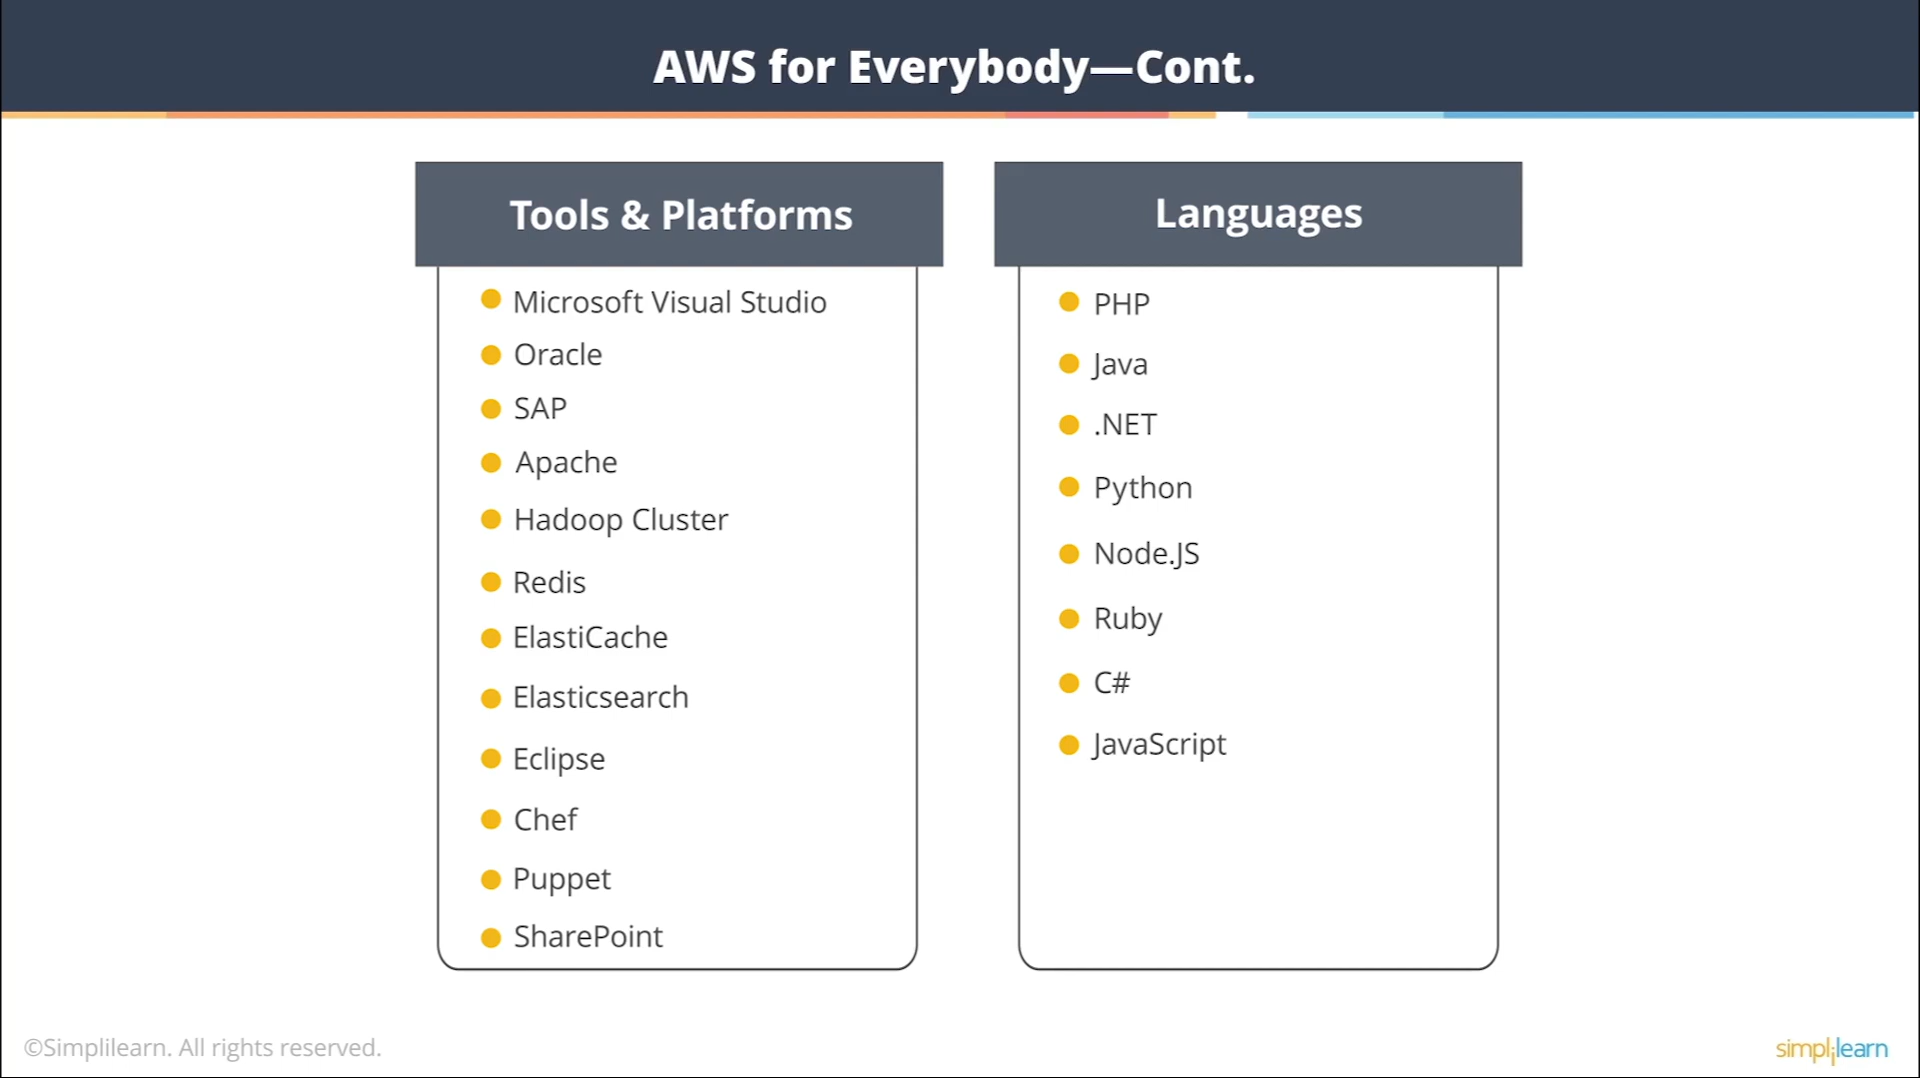 AWS for Everybody—Cont.
Tools & Platforms
Microsoft Visual Studio
Oracle
SAP
Apache
Hadoop Cluster
Redis
ElastiCache
Elasticsearch
Eclipse
Chef
Puppet
SharePoint
Languages
PHP
Java
.NET
Python
Node.JS
Ruby
C#
JavaScript
©Simplilearn. All rights reserved.
simplilearn